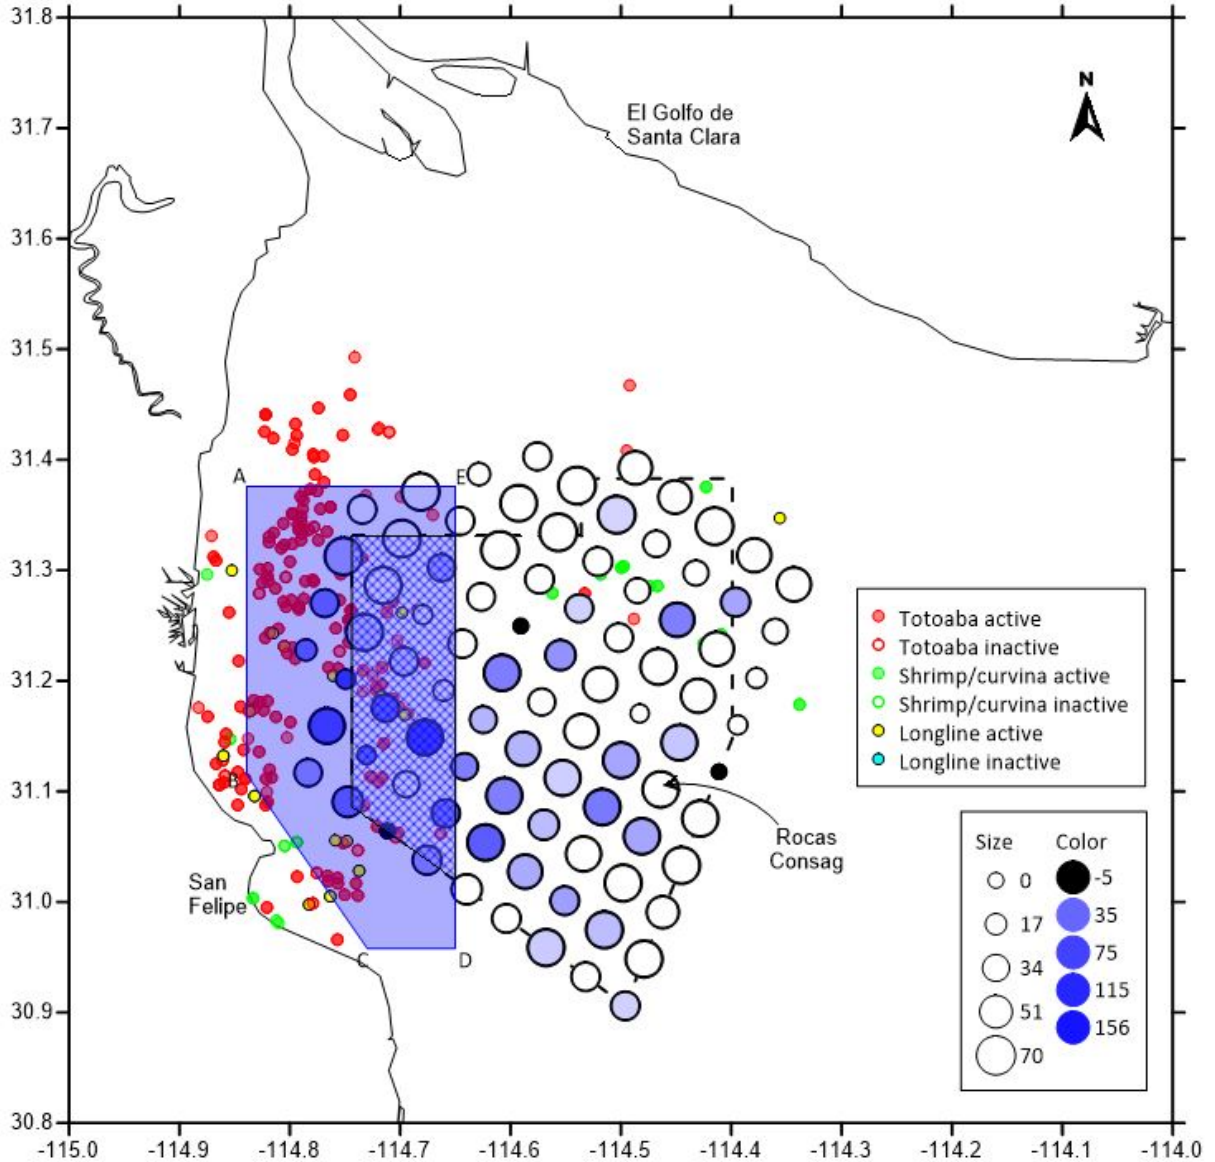 31.8
N
El Golfo de
Santa Clara
31.7
31.6
31.5
31.4
A
E
31.3
Totoaba active
Totoaba inactive
Shrimp/curvina active
Shrimp/curvina inactive
Longline active
Longline inactive
31.2
31.1
B
Rocas
Consag
Size
Color
0
-5
17
35
34
75
51
115
70
156
San
Felipe
31.0
C
D
30.9
30.8
-115.0
-114.9
-114.8
-114.7
-114.6
-114.5
-114.4
-114.3
-114.2
-114.1
-114.0